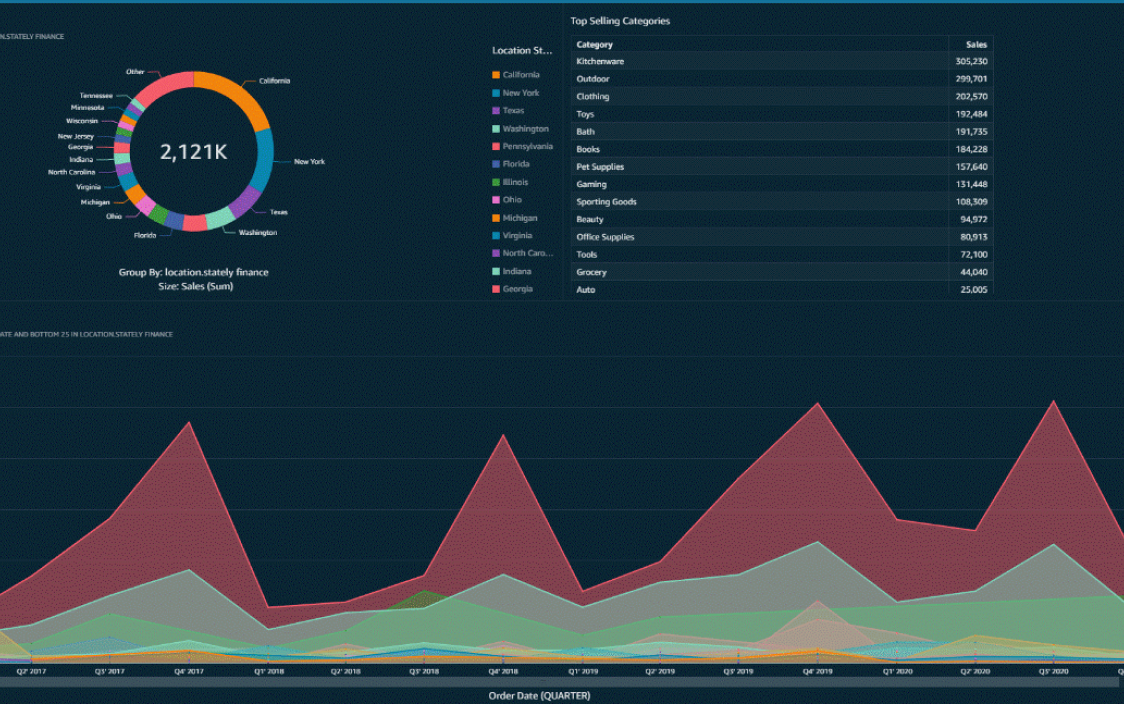 N.STATELY FINANCE
Other
California
Tennessee
Minnesota
Wisconsin
New Jersey
Georgia
Indiana
North Carolina
Virginia
Michigan
Ohio
Florida
Washington
Texas
New York
2,121K
Group By: location.stately finance
Size: Sales (Sum)
Location St...
California
New York
Texas
Washington
Pennsylvania
Florida
Illinois
Ohio
Michigan
Virginia
North Caro...
Indiana
Georgia
Top Selling Categories
Category Sales
Kitchenware 305,230
Outdoor 299,701
Clothing 202,570
Toys 192,484
Bath 191,735
Books 184,228
Pet Supplies 157,640
Gaming 131,448
Sporting Goods 108,309
Beauty 94,972
Office Supplies 80,913
Tools 72,100
Grocery 44,040
Auto 25,005
ATE AND BOTTOM 25 IN LOCATION.STATELY FINANCE
Q2' 2017 Q3' 2017 Q4' 2017 Q1' 2018 Q2' 2018 Q3' 2018 Q4' 2018 Q1' 2019 Q2' 2019 Q3' 2019 Q4' 2019 Q1' 2020 Q2' 2020 Q3' 2020
Order Date (QUARTER)